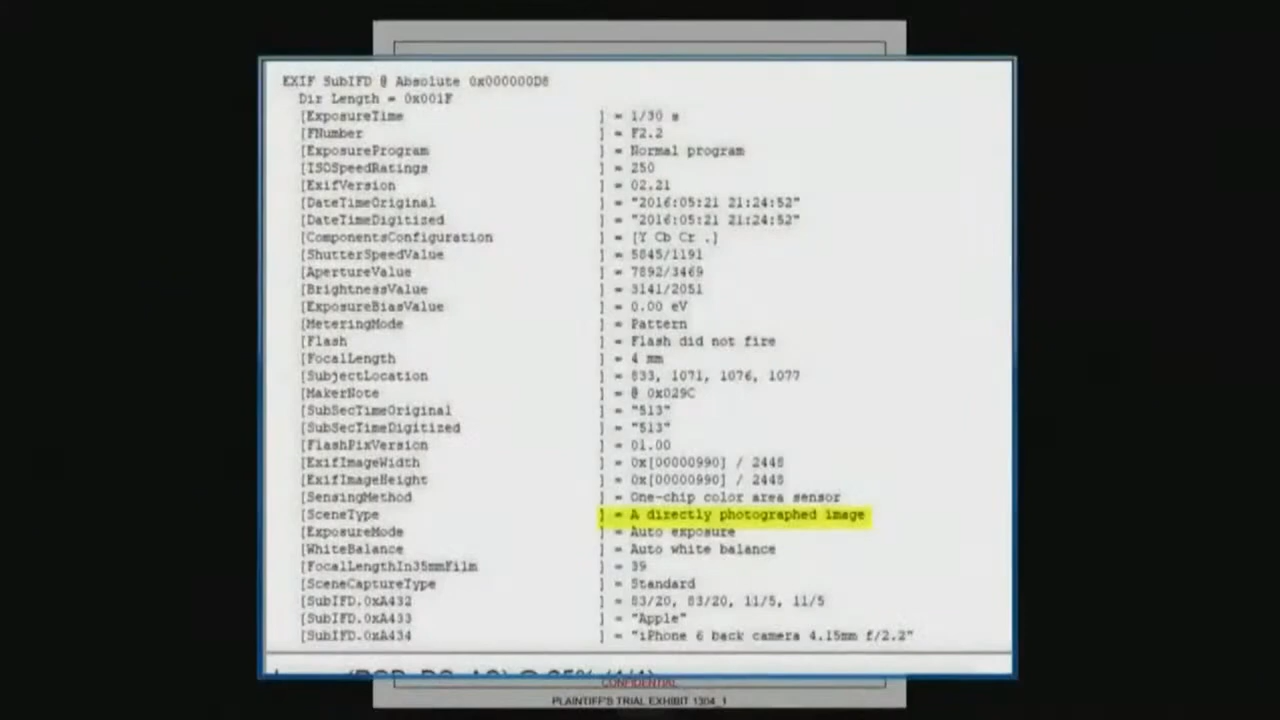 EXIF SubIFD @ Absolute 0x000000D8
Dir Length = 0x001F
[ExposureTime ] = 1/30 s
[FNumber ] = F2.2
[ExposureProgram ] = Normal program
[ISOSpeedRatings ] = 250
[ExifVersion ] = 02.21
[DateTimeOriginal ] = "2016:05:21 21:24:52"
[DateTimeDigitized ] = "2016:05:21 21:24:52"
[ComponentsConfiguration ] = [Y Cb Cr .]
[ShutterSpeedValue ] = 5845/1191
[ApertureValue ] = 7892/3469
[BrightnessValue ] = 3141/2051
[ExposureBiasValue ] = 0.00 eV
[MeteringMode ] = Pattern
[Flash ] = Flash did not fire
[FocalLength ] = 4 mm
[SubjectLocation ] = 833, 1071, 1076, 1077
[MakerNote ] = @ 0x029C
[SubSecTimeOriginal ] = "513"
[SubSecTimeDigitized ] = "513"
[FlashPixVersion ] = 01.00
[ExifImageWidth ] = 0x[00000990] / 2448
[ExifImageHeight ] = 0x[00000990] / 2448
[SensingMethod ] = One-chip color area sensor
[SceneType ] = A directly photographed image
[ExposureMode ] = Auto exposure
[WhiteBalance ] = Auto white balance
[FocalLengthIn35mmFilm ] = 39
[SceneCaptureType ] = Standard
[SubIFD.0xA432 ] = 83/20, 83/20, 11/5, 11/5
[SubIFD.0xA433 ] = "Apple"
[SubIFD.0xA434 ] = "iPhone 6 back camera 4.15mm f/2.2"
CONFIDENTIAL
PLAINTIFF'S TRIAL EXHIBIT 1304_1